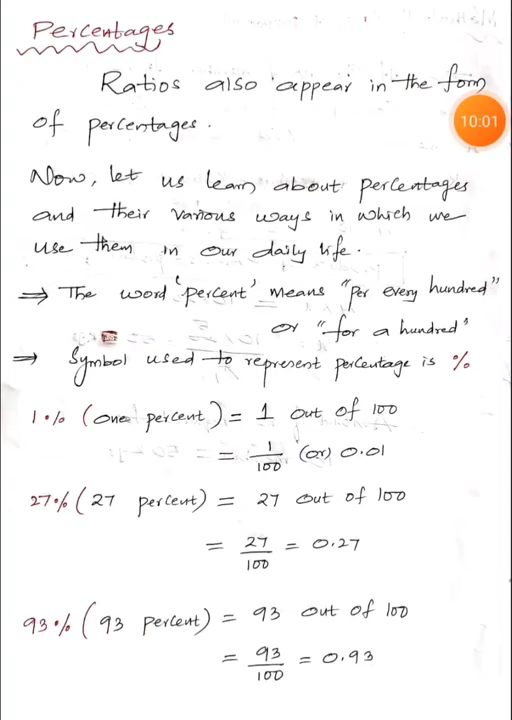 Percentages
Ratios also appear in the form
of percentages.
10:01
Now, let us learn about percentages
and their various ways in which we
use them in our daily life.
⇒ The word 'percent' means "per every hundred"
or "for a hundred"
⇒ Symbol used to represent percentage is %
1% (one percent) = 1 out of 100
= 1/100 (or) 0.01
27% (27 percent) = 27 out of 100
= 27/100 = 0.27
93% (93 percent) = 93 out of 100
= 93/100 = 0.93